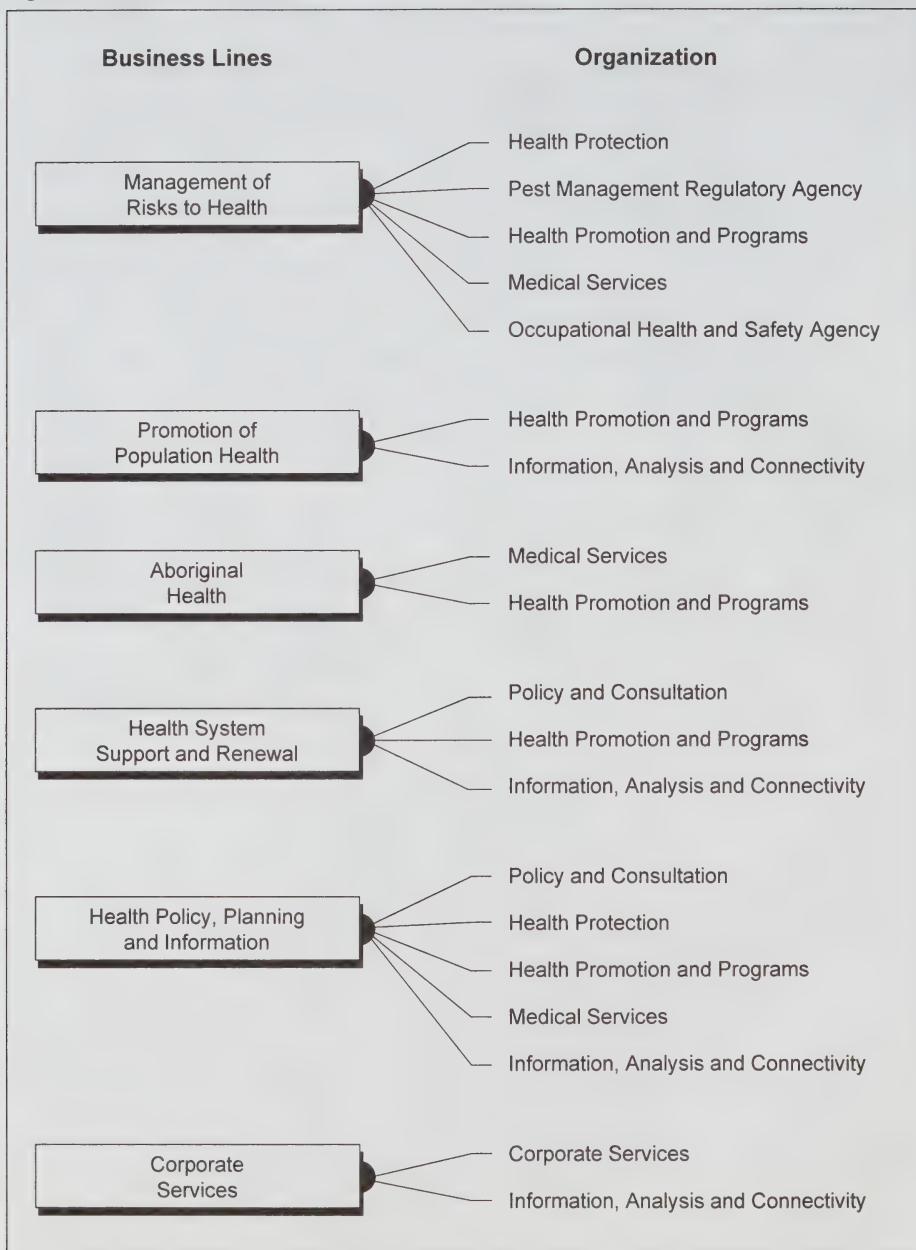 Business Lines
Organization
Management of
Risks to Health
Health Protection
Pest Management Regulatory Agency
Health Promotion and Programs
Medical Services
Occupational Health and Safety Agency
Promotion of
Population Health
Health Promotion and Programs
Information, Analysis and Connectivity
Aboriginal
Health
Medical Services
Health Promotion and Programs
Health System
Support and Renewal
Policy and Consultation
Health Promotion and Programs
Information, Analysis and Connectivity
Health Policy, Planning
and Information
Policy and Consultation
Health Protection
Health Promotion and Programs
Medical Services
Information, Analysis and Connectivity
Corporate
Services
Corporate Services
Information, Analysis and Connectivity